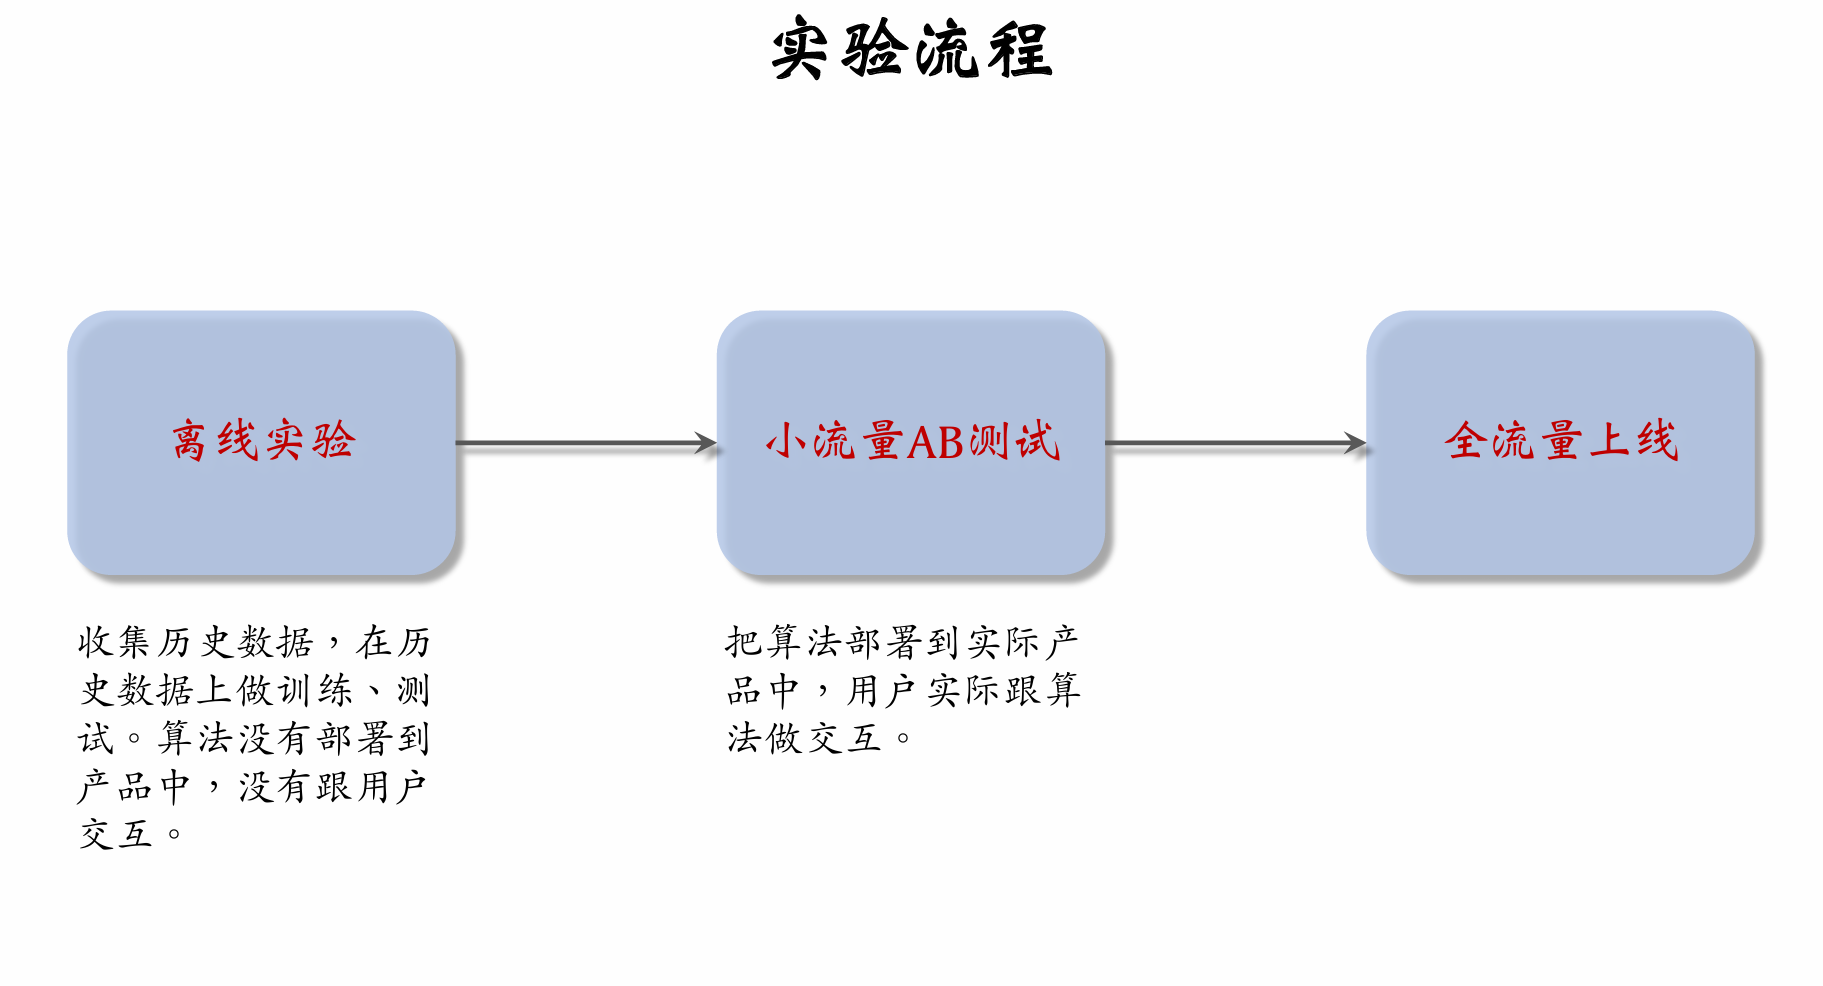 实验流程
离线实验
小流量AB测试
全流量上线
收集历史数据，在历
史数据上做训练、测
试。算法没有部署到
产品中，没有跟用户
交互。
把算法部署到实际产
品中，用户实际跟算
法做交互。